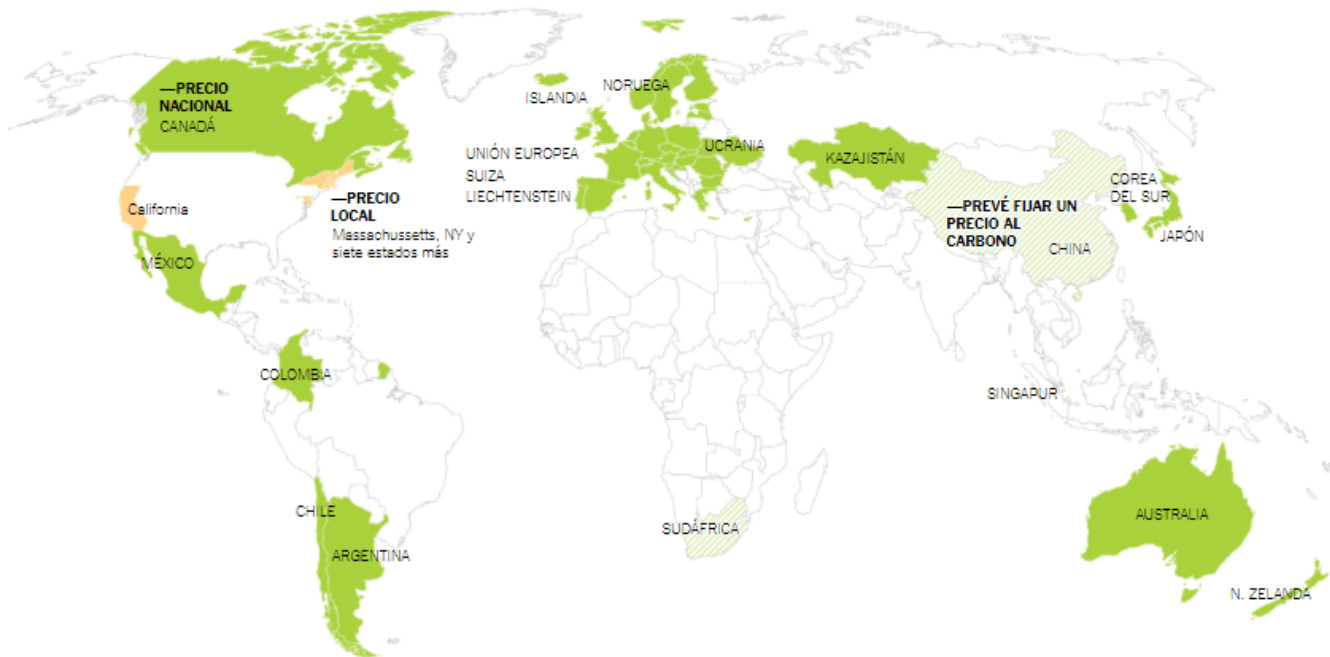 —PRECIO
NACIONAL
CANADÁ
ISLANDIA
NORUEGA
UNIÓN EUROPEA
SUIZA
LIECHTENSTEIN
UCRANIA
KAZAJISTÁN
COREA
DEL SUR
JAPÓN
—PREVÉ FIJAR UN
PRECIO AL
CARBONO
CHINA
California
—PRECIO
LOCAL
Massachussetts, NY y
siete estados más
MÉXICO
COLOMBIA
SINGAPUR
CHILE
ARGENTINA
SUDÁFRICA
AUSTRALIA
N. ZELANDA